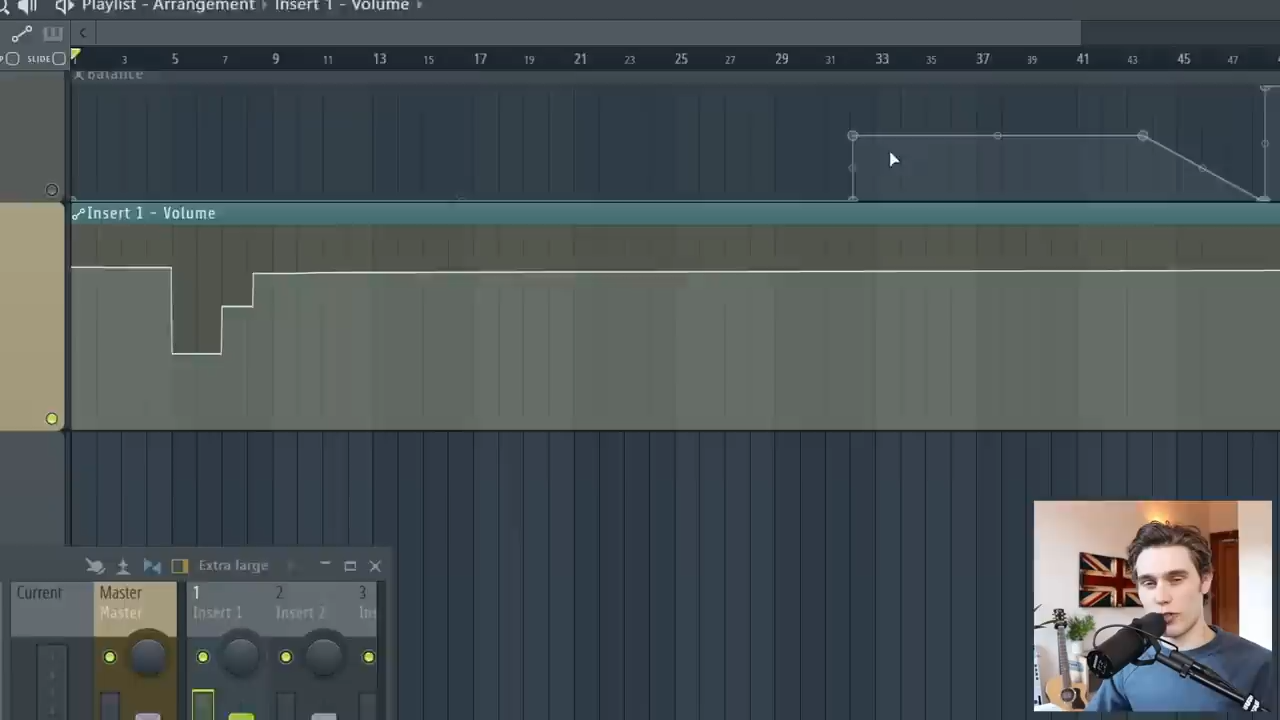 Playlist - Arrangement › Insert 1 - Volume ›
SLIDE
3 5 7 9 11 13 15 17 19 21 23 25 27 29 31 33 35 37 39 41 43 45 47
Balance
Insert 1 - Volume
Extra large
Current Master 1 2 3
Master Insert 1 Insert 2 Ins